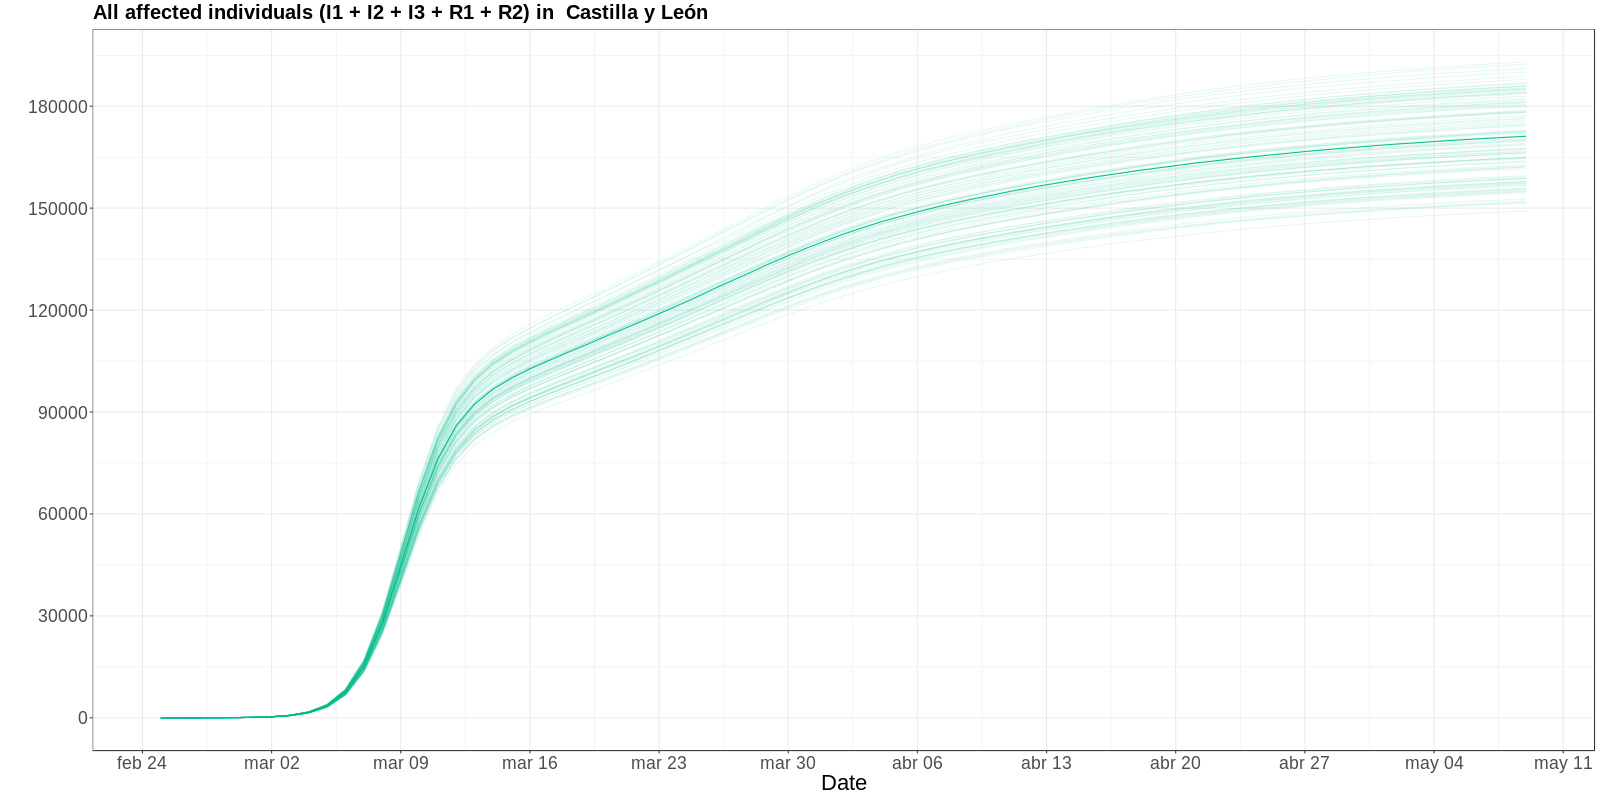 All affected individuals (I1 + I2 + I3 + R1 + R2) in  Castilla y León
180000
150000
120000
90000
60000
30000
0
feb 24 mar 02 mar 09 mar 16 mar 23 mar 30 abr 06 abr 13 abr 20 abr 27 may 04 may 11
Date